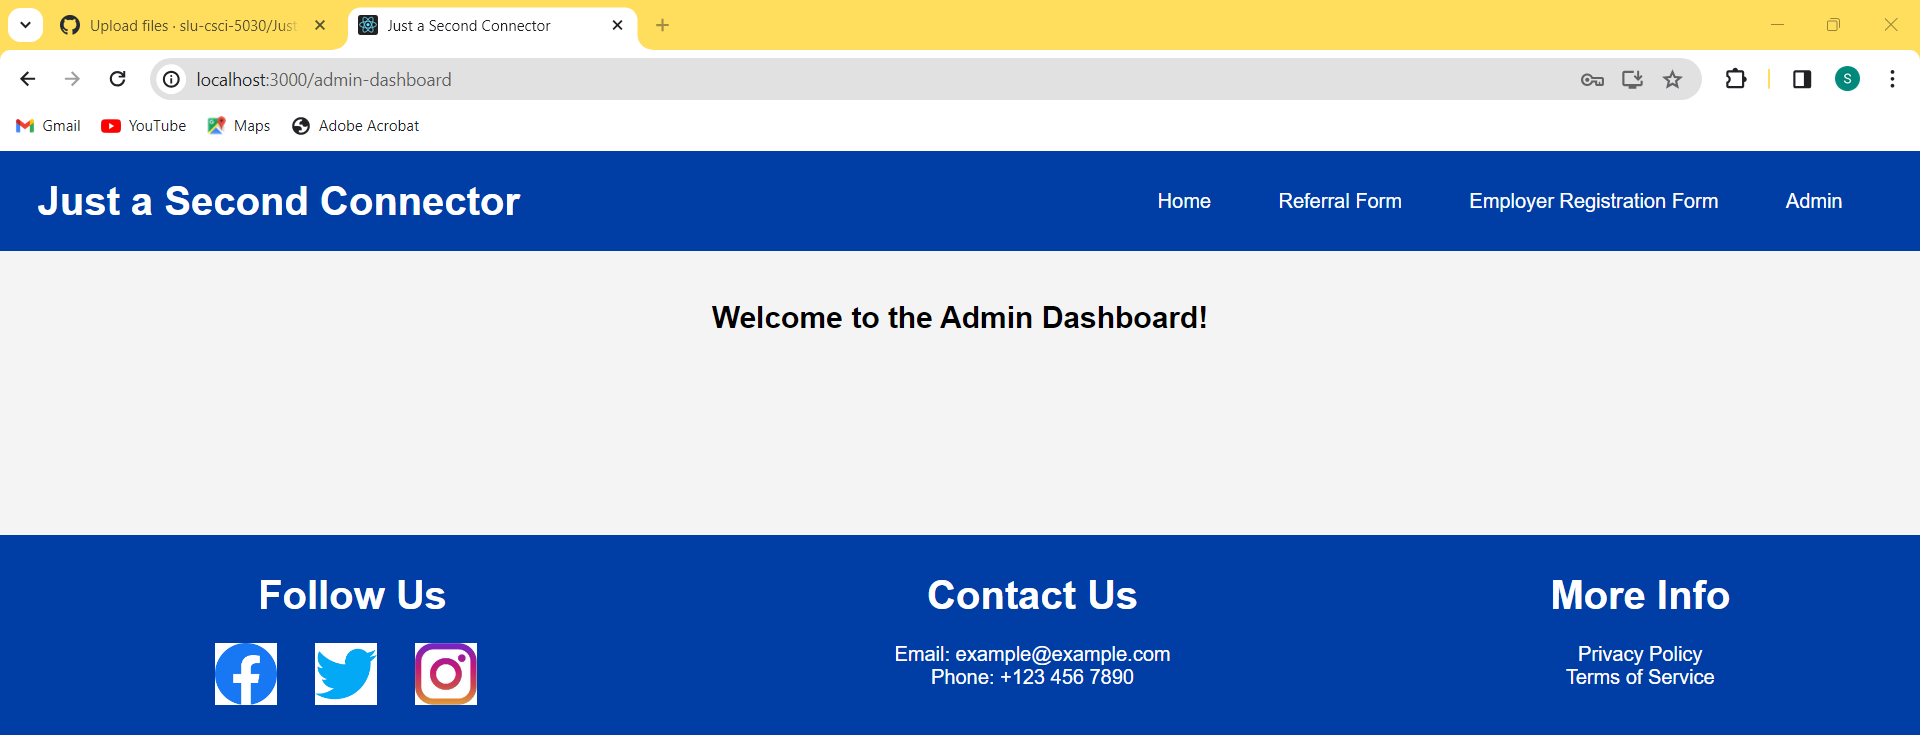 Upload files · slu-csci-5030/Just
Just a Second Connector
localhost:3000/admin-dashboard
S
Gmail
YouTube
Maps
Adobe Acrobat
Just a Second Connector
Home
Referral Form
Employer Registration Form
Admin
Welcome to the Admin Dashboard!
Follow Us
Contact Us
Email: example@example.com
Phone: +123 456 7890
More Info
Privacy Policy
Terms of Service